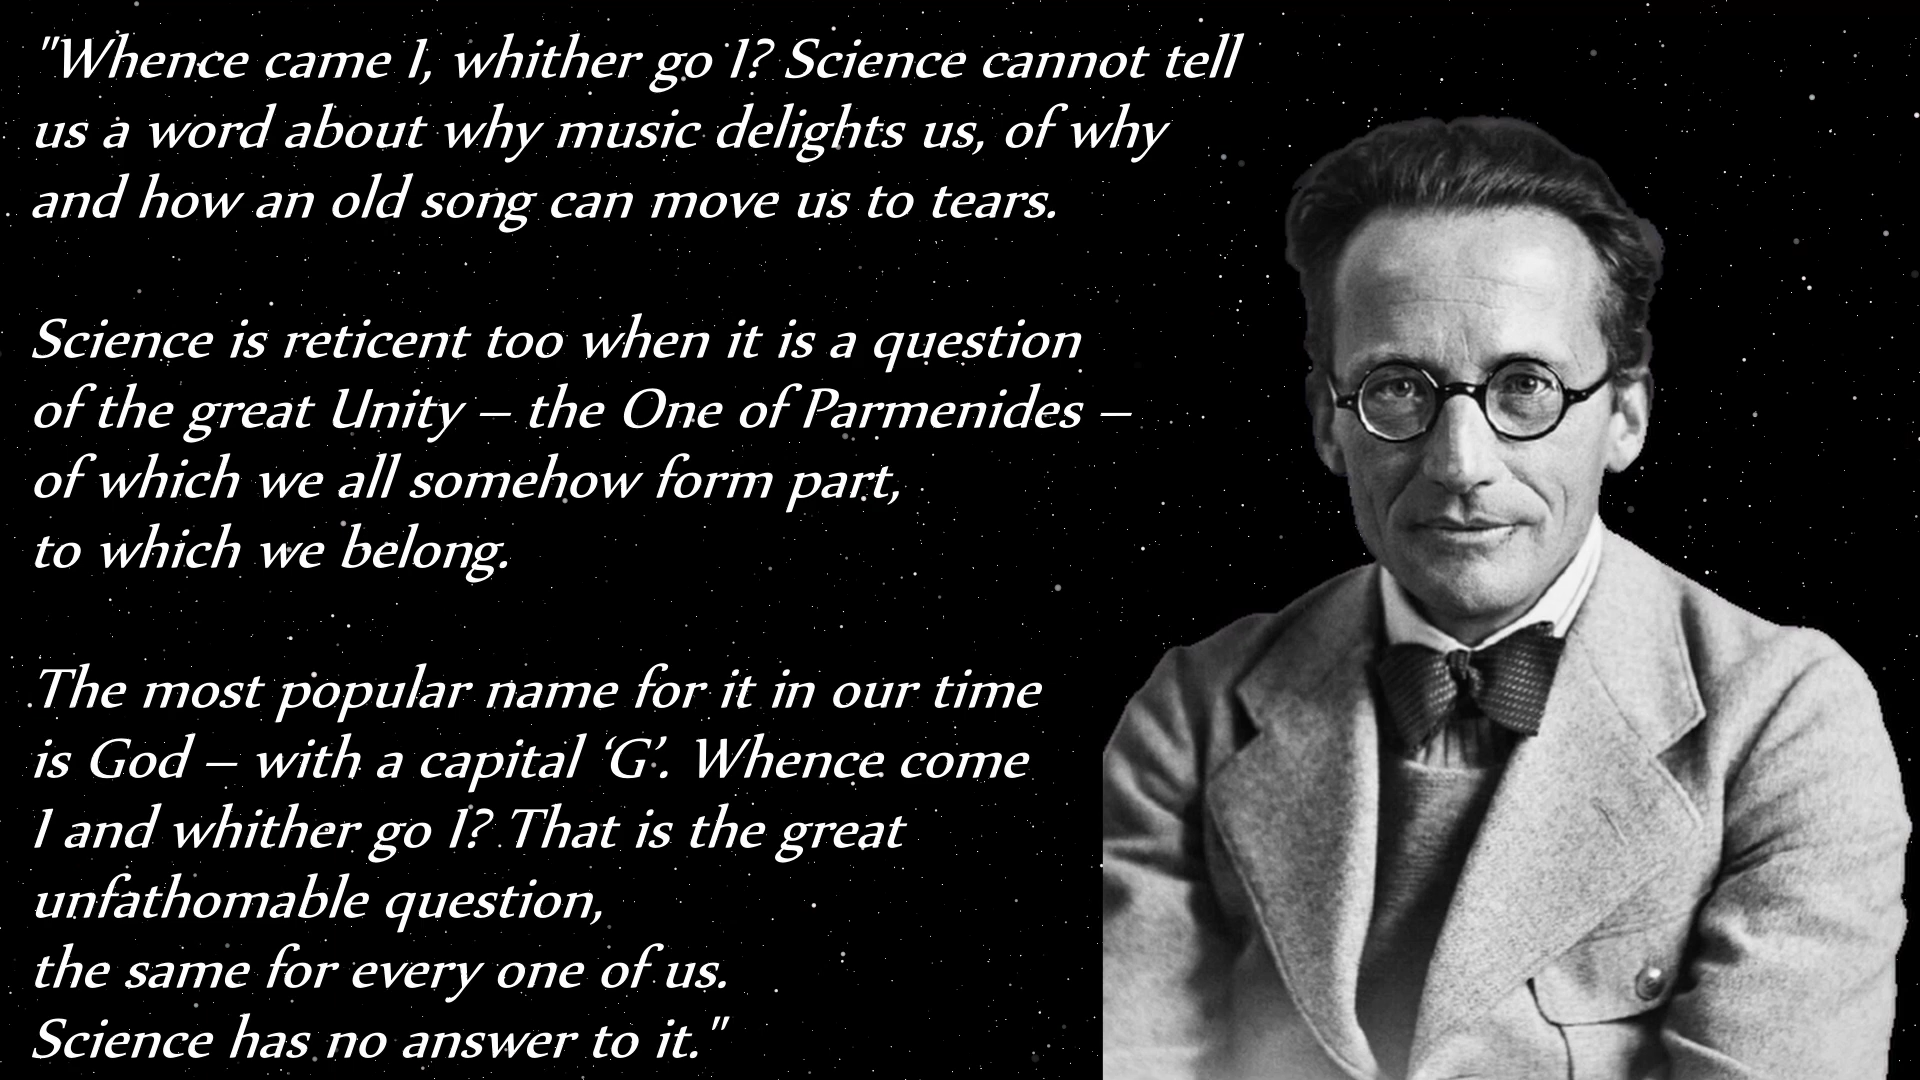 "Whence came I, whither go I? Science cannot tell
us a word about why music delights us, of why
and how an old song can move us to tears.
Science is reticent too when it is a question
of the great Unity – the One of Parmenides –
of which we all somehow form part,
to which we belong.
The most popular name for it in our time
is God – with a capital ‘G’. Whence come
I and whither go I? That is the great
unfathomable question,
the same for every one of us.
Science has no answer to it."